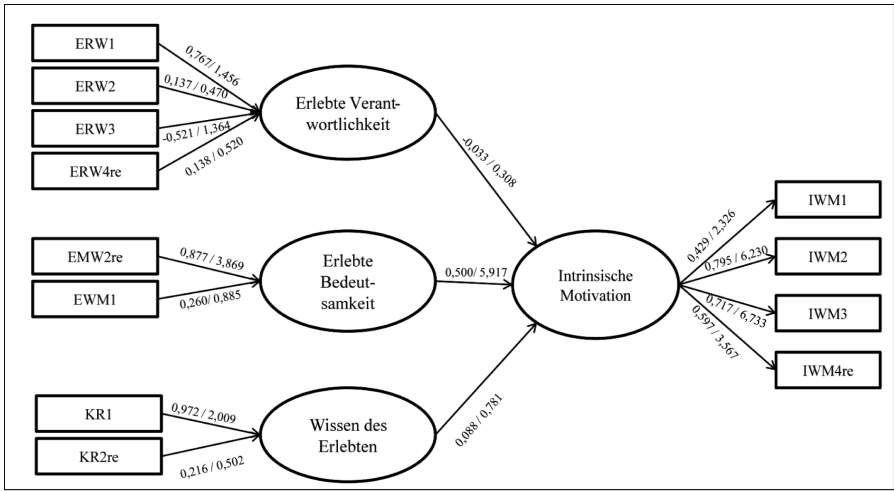 ERW1
ERW2
ERW3
ERW4re
0,767/ 1,456
0,137 / 0,470
-0,521 / 1,364
0,138 / 0,520
Erlebte Verant-
wortlichkeit
-0,033 / 0,308
EMW2re
EWM1
0,877 / 3,869
0,260/ 0,885
Erlebte
Bedeut-
samkeit
0,500/ 5,917
KR1
KR2re
0,972 / 2,009
0,216 / 0,502
Wissen des
Erlebten
0,088 / 0,781
Intrinsische
Motivation
0,429 / 2,326
0,795 / 6,230
0,717 / 6,733
0,597 / 3,567
IWM1
IWM2
IWM3
IWM4re